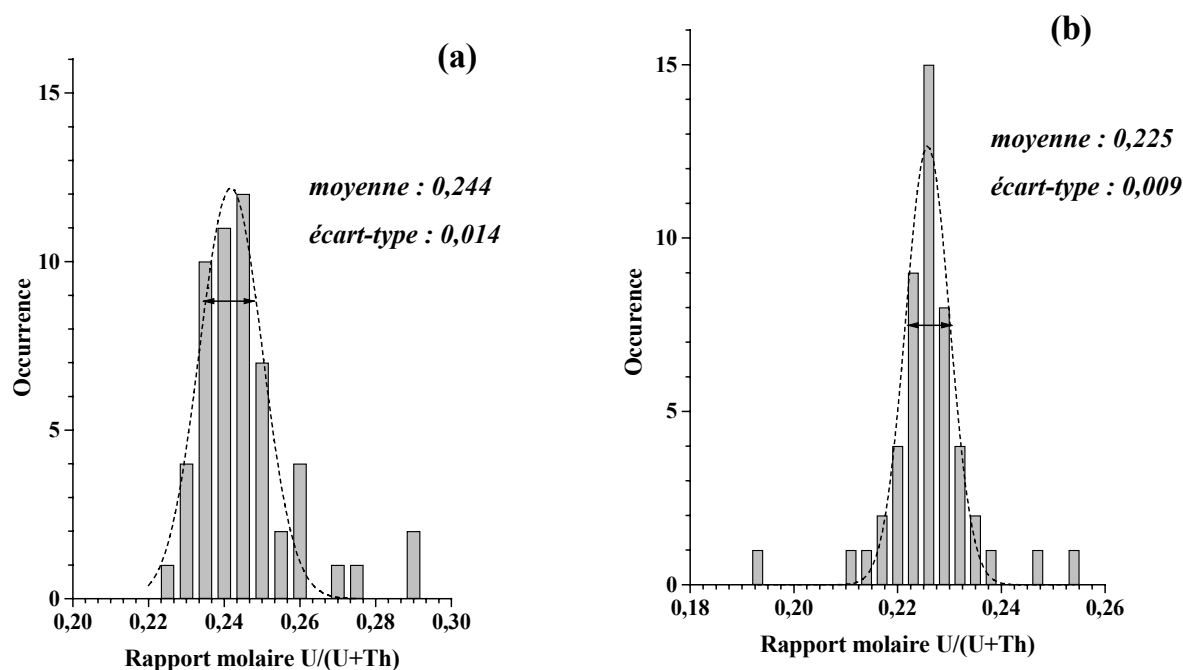 (a)
15
10
5
0
Occurrence
moyenne : 0,244
écart-type : 0,014
0,20 0,22 0,24 0,26 0,28 0,30
Rapport molaire U/(U+Th)
(b)
15
10
5
0
Occurence
moyenne : 0,225
écart-type : 0,009
0,18 0,20 0,22 0,24 0,26
Rapport molaire U/(U+Th)